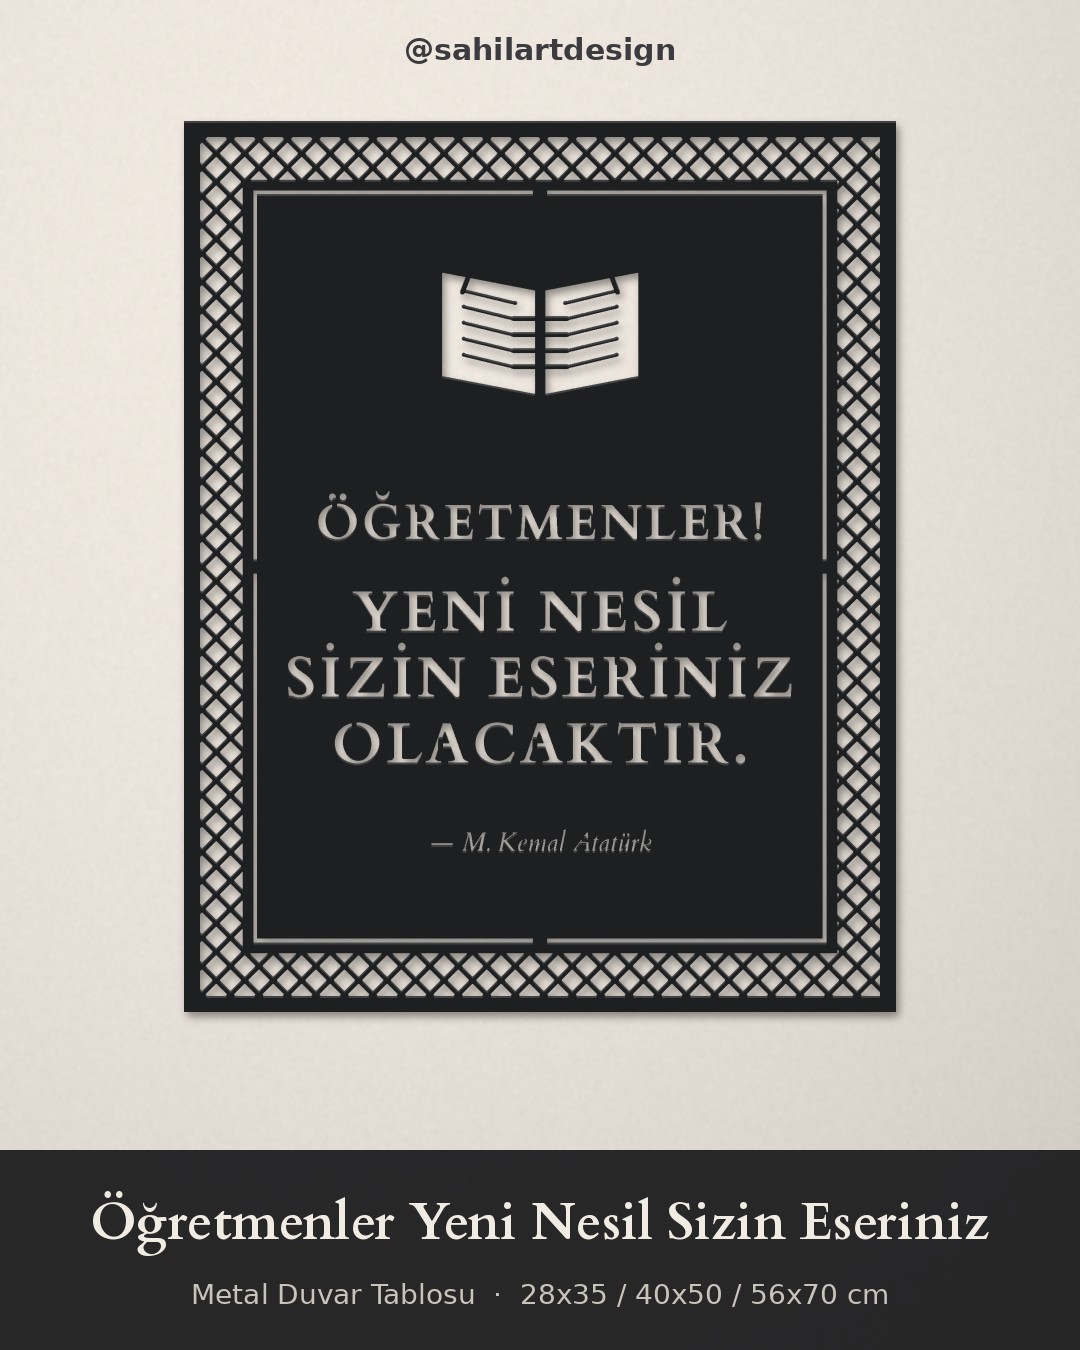 @sahilartdesign
ÖĞRETMENLER!
YENİ NESİL
SİZİN ESERİNİZ
OLACAKTIR.
— M. Kemal Atatürk
Öğretmenler Yeni Nesil Sizin Eseriniz
Metal Duvar Tablosu · 28x35 / 40x50 / 56x70 cm